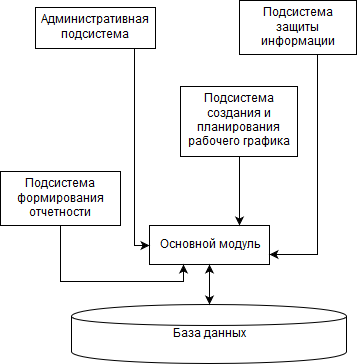 Административная
подсистема
Подсистема
защиты
информации
Подсистема
создания и
планирования
рабочего графика
Подсистема
формирования
отчетности
Основной модуль
База данных